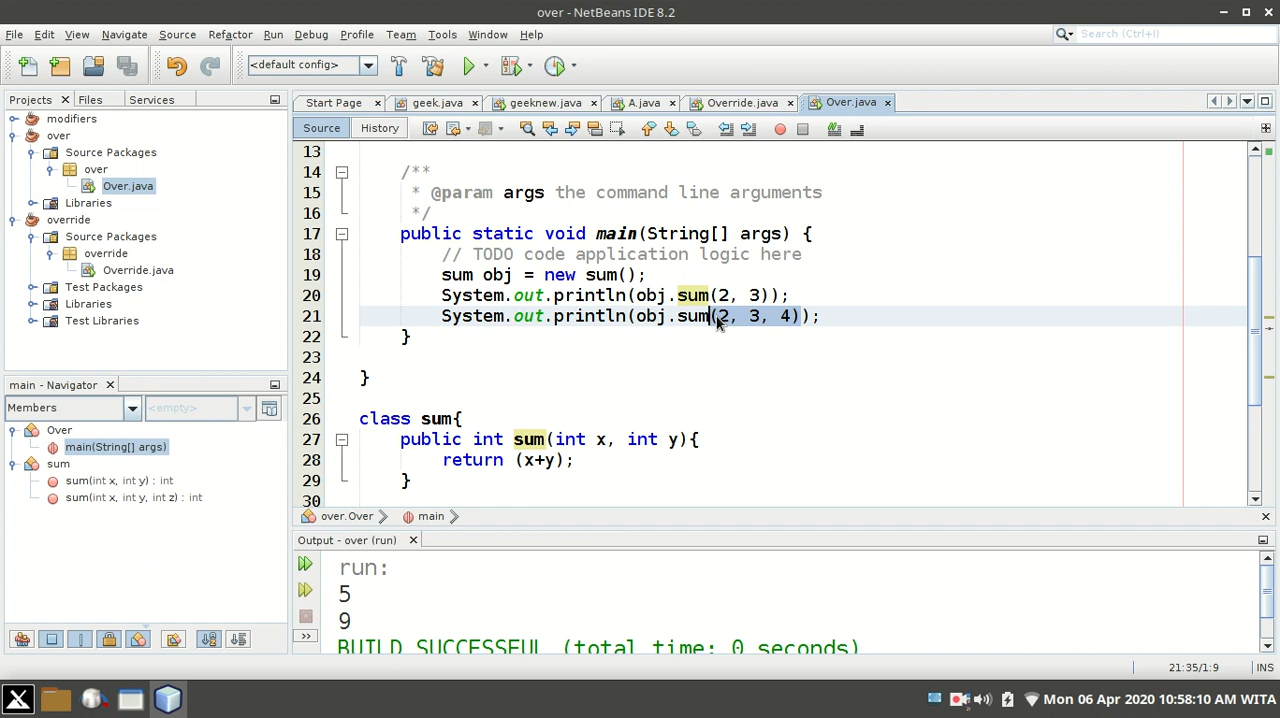 over - NetBeans IDE 8.2
File Edit View Navigate Source Refactor Run Debug Profile Team Tools Window Help
Search (Ctrl+I)
<default config>
Projects Files Services
Start Page geek.java geeknew.java A.java Override.java Over.java
Source History
modifiers
over
Source Packages
over
Over.java
Libraries
override
Source Packages
override
Override.java
Test Packages
Libraries
Test Libraries
13
14 /**
15 * @param args the command line arguments
16 */
17 public static void main(String[] args) {
18 // TODO code application logic here
19 sum obj = new sum();
20 System.out.println(obj.sum(2, 3));
21 System.out.println(obj.sum(2, 3, 4));
22 }
23
24 }
25
26 class sum{
27 public int sum(int x, int y){
28 return (x+y);
29 }
30
main - Navigator
Members
<empty>
Over
main(String[] args)
sum
sum(int x, int y) : int
sum(int x, int y, int z) : int
over.Over main
Output - over (run)
run:
5
9
BUILD SUCCESSFUL (total time: 0 seconds)
21:35/1:9 INS
Mon 06 Apr 2020 10:58:10 AM WITA